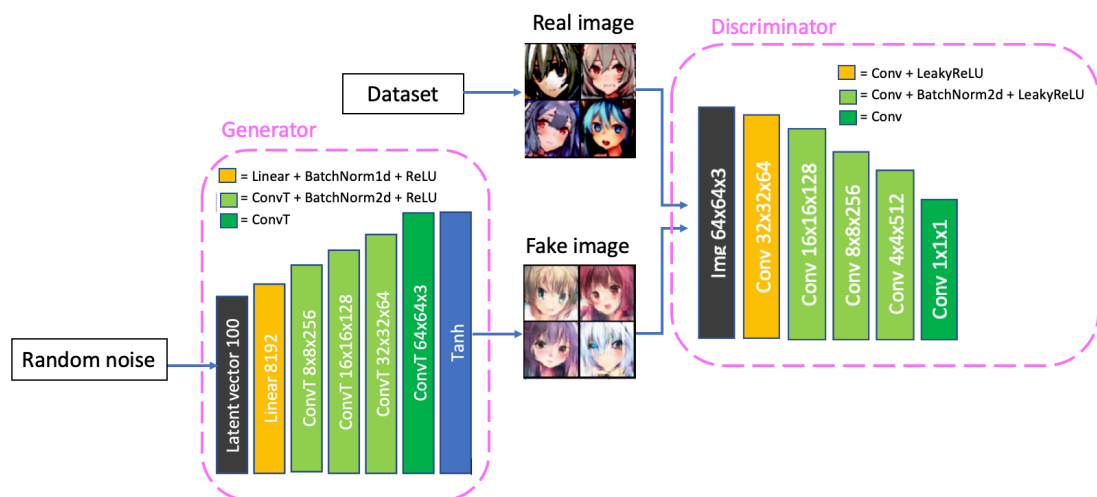 Real image
Discriminator
= Conv + LeakyReLU
= Conv + BatchNorm2d + LeakyReLU
= Conv
Dataset
Generator
= Linear + BatchNorm1d + ReLU
= ConvT + BatchNorm2d + ReLU
= ConvT
Img 64x64x3
Conv 32x32x64
Conv 16x16x128
Conv 8x8x256
Conv 4x4x512
Conv 1x1x1
Fake image
Random noise
Latent vector 100
Linear 8192
ConvT 8x8x256
ConvT 16x16x128
ConvT 32x32x64
ConvT 64x64x3
Tanh